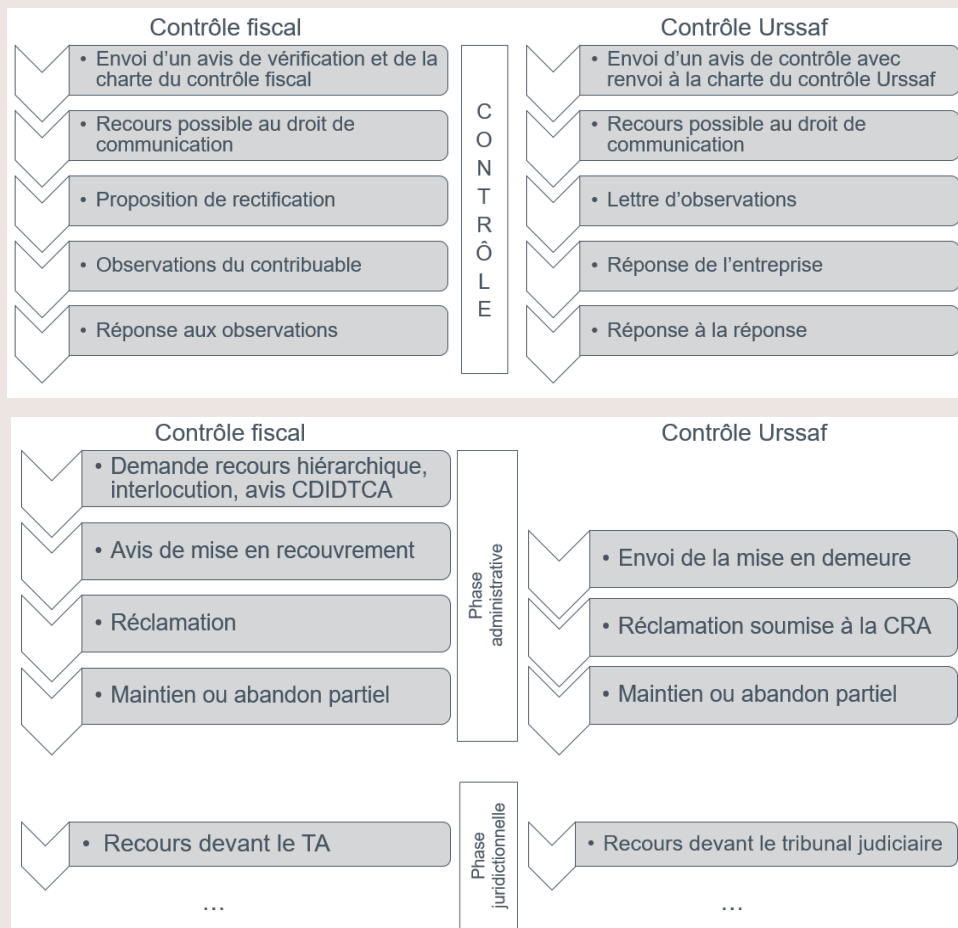 Contrôle fiscal
• Envoi d'un avis de vérification et de la
charte du contrôle fiscal
• Recours possible au droit de
communication
• Proposition de rectification
• Observations du contribuable
• Réponse aux observations
CONTRÔLE
Contrôle Urssaf
• Envoi d'un avis de contrôle avec
renvoi à la charte du contrôle Urssaf
• Recours possible au droit de
communication
• Lettre d'observations
• Réponse de l'entreprise
• Réponse à la réponse
Contrôle fiscal
• Demande recours hiérarchique,
interlocution, avis CDIDTCA
• Avis de mise en recouvrement
• Réclamation
• Maintien ou abandon partiel
Phase
administrative
Contrôle Urssaf
• Envoi de la mise en demeure
• Réclamation soumise à la CRA
• Maintien ou abandon partiel
• Recours devant le TA
...
Phase
juridictionnelle
• Recours devant le tribunal judiciaire
...